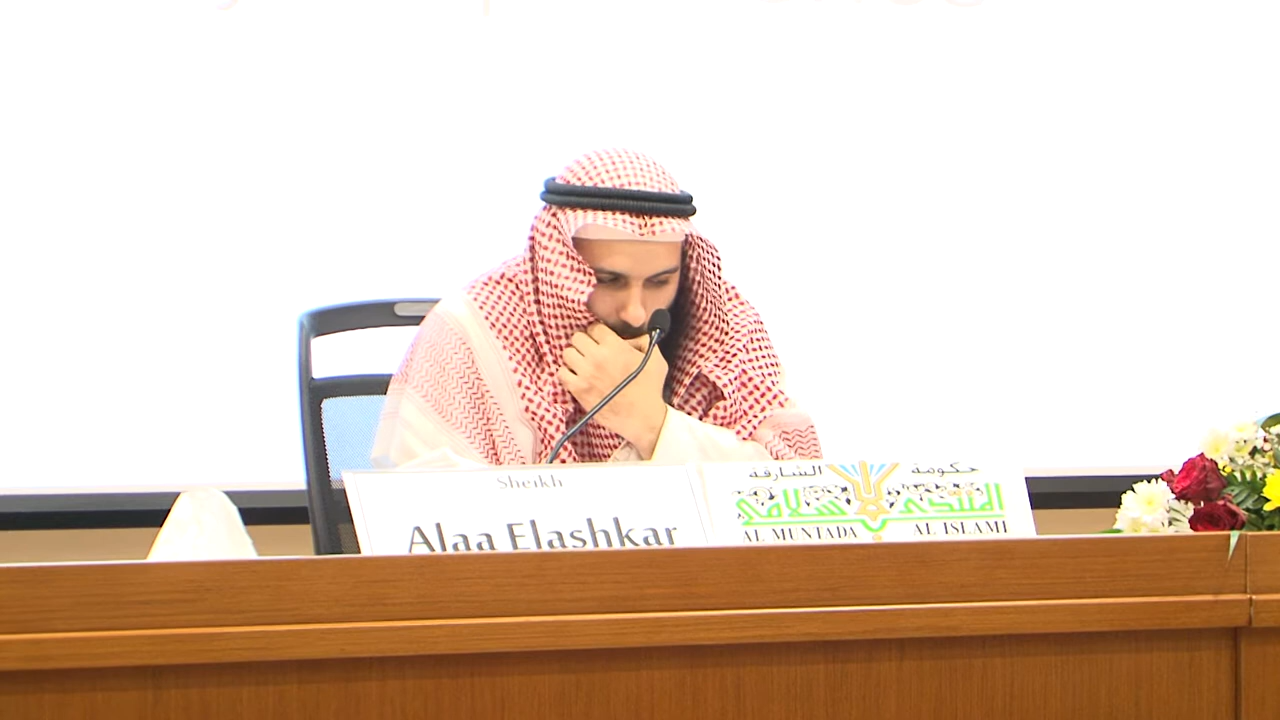 Sheikh
Alaa Elashkar
حكومة الشارقة
المنتدى الإسلامي
AL MUNTADA AL ISLAMI